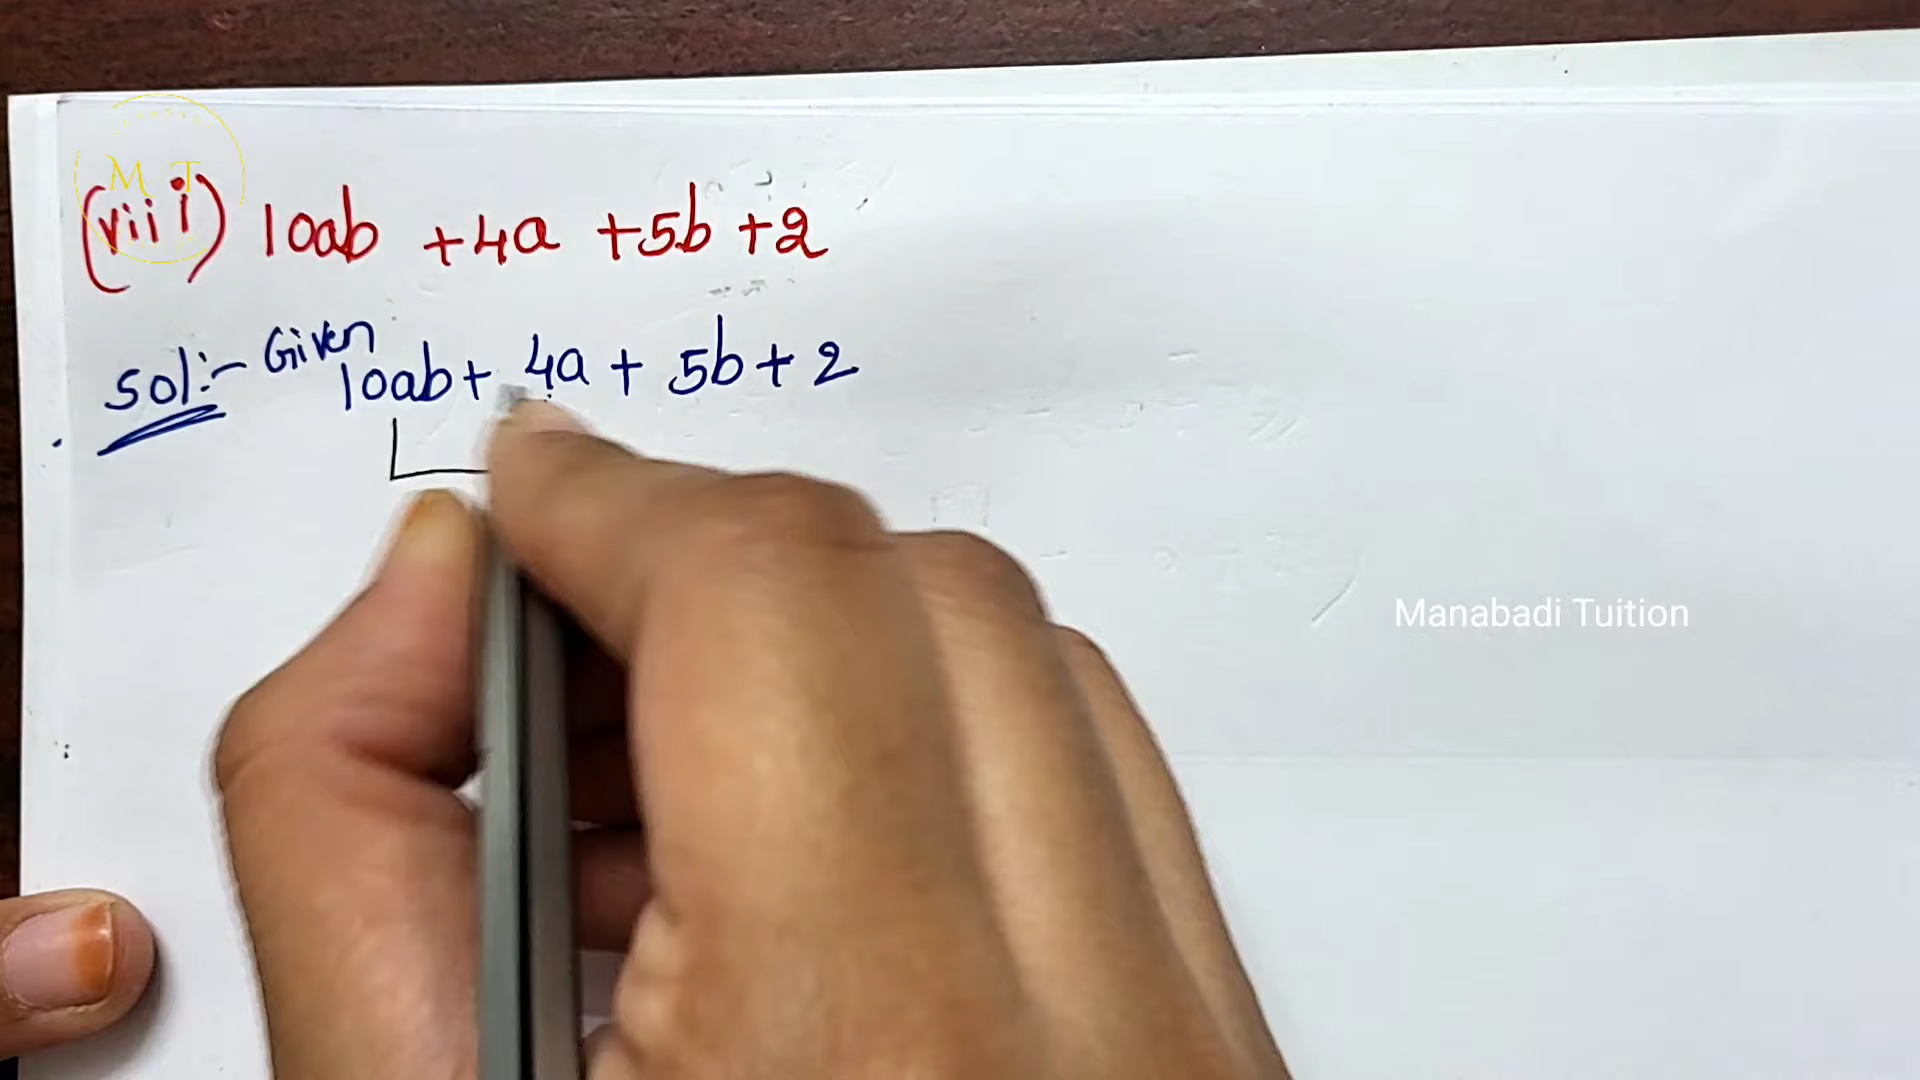 M T
(viii) 10ab + 4a + 5b + 2
Sol:- Given
10ab + 4a + 5b + 2
Manabadi Tuition